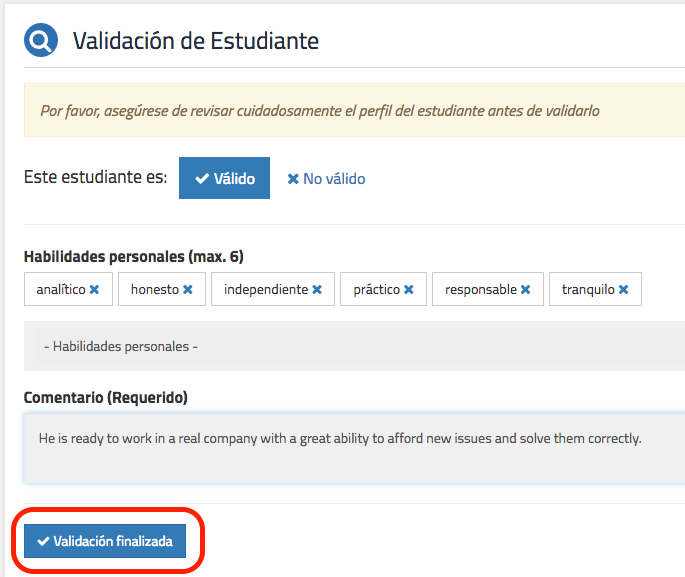 Validación de Estudiante
Por favor, asegúrese de revisar cuidadosamente el perfil del estudiante antes de validarlo
Este estudiante es: Válido No válido
Habilidades personales (max. 6)
analítico honesto independiente práctico responsable tranquilo
- Habilidades personales -
Comentario (Requerido)
He is ready to work in a real company with a great ability to afford new issues and solve them correctly.
Validación finalizada